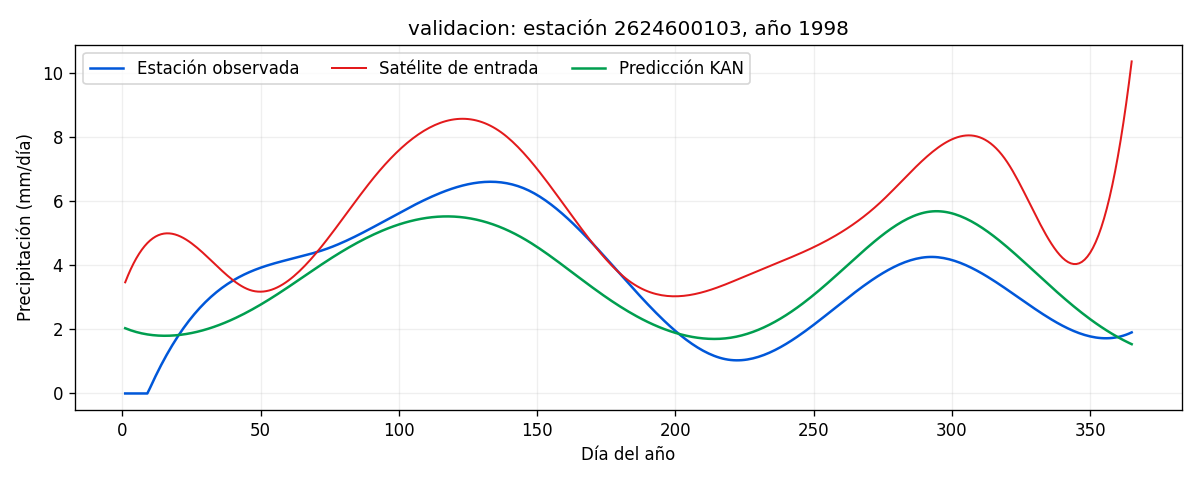 validacion: estación 2624600103, año 1998
Estación observada
Satélite de entrada
Predicción KAN
Precipitación (mm/día)
10
8
6
4
2
0
0 50 100 150 200 250 300 350
Día del año